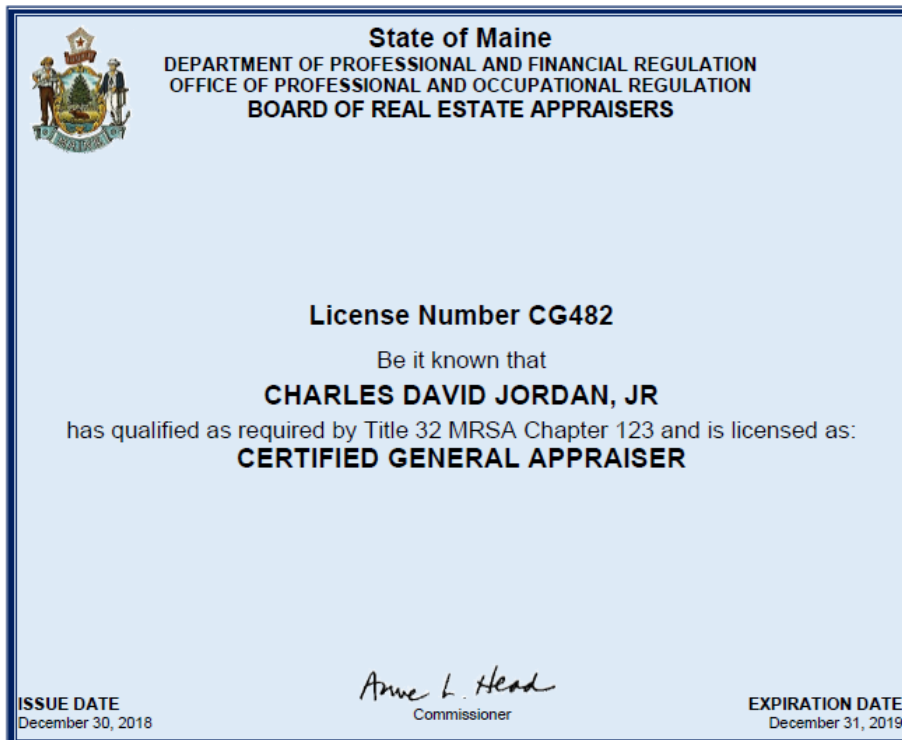 State of Maine
DEPARTMENT OF PROFESSIONAL AND FINANCIAL REGULATION
OFFICE OF PROFESSIONAL AND OCCUPATIONAL REGULATION
BOARD OF REAL ESTATE APPRAISERS
License Number CG482
Be it known that
CHARLES DAVID JORDAN, JR
has qualified as required by Title 32 MRSA Chapter 123 and is licensed as:
CERTIFIED GENERAL APPRAISER
Anne L. Head
Commissioner
ISSUE DATE
December 30, 2018
EXPIRATION DATE
December 31, 2019